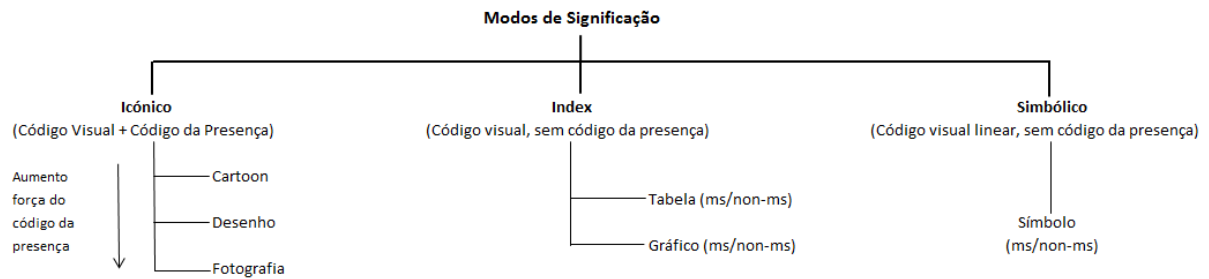 Modos de Significação
Icónico
(Código Visual + Código da Presença)
Aumento
força do
código da
presença
Cartoon
Desenho
Fotografia
Index
(Código visual, sem código da presença)
Tabela (ms/non-ms)
Gráfico (ms/non-ms)
Simbólico
(Código visual linear, sem código da presença)
Símbolo
(ms/non-ms)